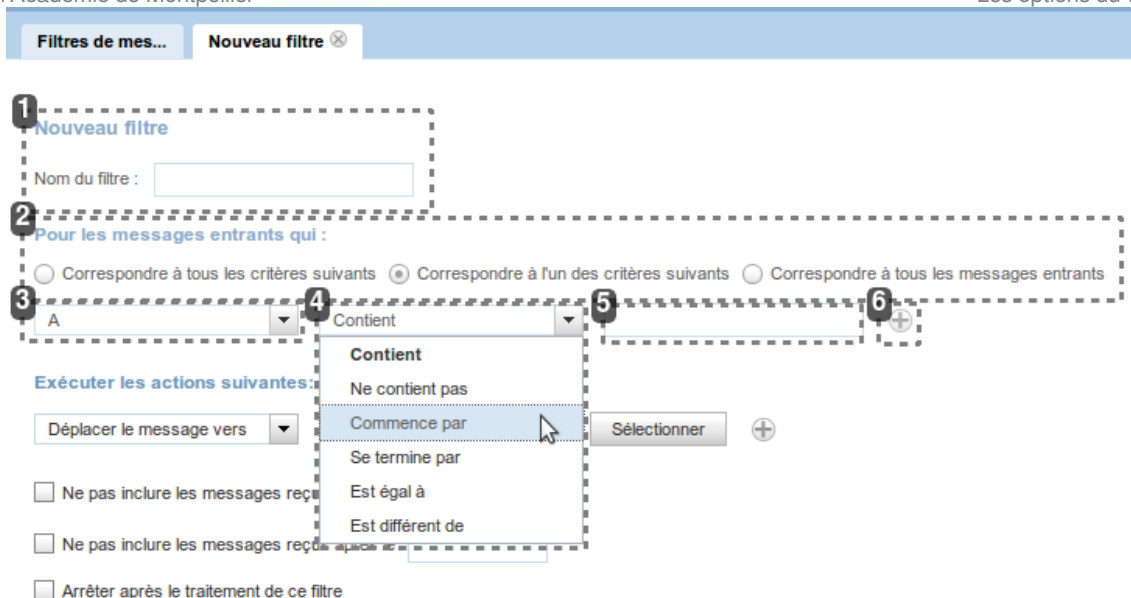 Académie de Montpellier
Les options du
Filtres de mes... Nouveau filtre
1
Nouveau filtre
Nom du filtre :
2
Pour les messages entrants qui :
Correspondre à tous les critères suivants Correspondre à l'un des critères suivants Correspondre à tous les messages entrants
3 4 5 6
A Contient
Contient
Exécuter les actions suivantes:
Ne contient pas
Déplacer le message vers Commence par Sélectionner
Se termine par
Ne pas inclure les messages reçu Est égal à
Est différent de
Ne pas inclure les messages reçus après le
Arrêter après le traitement de ce filtre